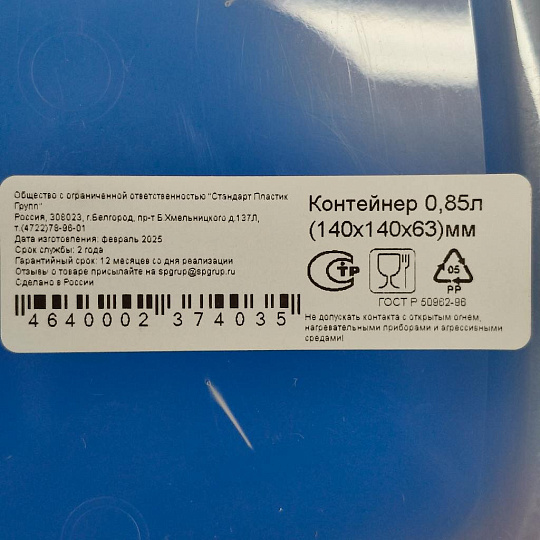 Общество с ограниченной ответственностью "Стандарт Пластик
Групп"
Россия, 308023, г.Белгород, пр-т Б.Хмельницкого д.137Л,
т.(4722)78-96-01
Дата изготовления: февраль 2025
Срок службы: 2 года
Гарантийный срок: 12 месяцев со дня реализации
Отзывы о товаре присылайте на spgrup@spgrup.ru
Сделано в России
4640002 374035
Контейнер 0,85л
(140x140x63)мм
05
PP
ГОСТ Р 50962-96
Не допускать контакта с открытым огнем,
нагревательными приборами и агрессивными
средами!